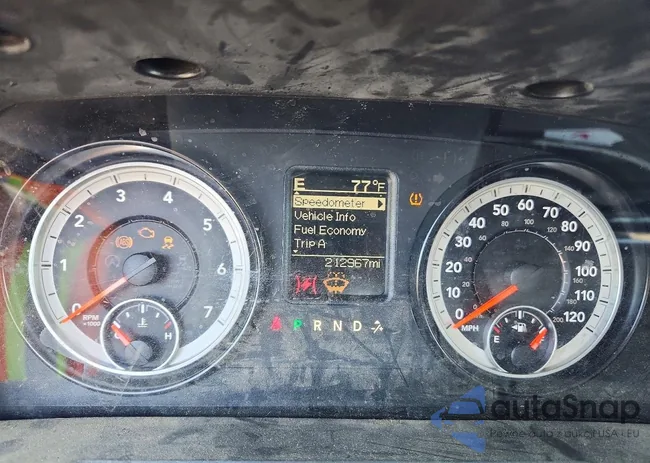 E 77°F
Speedometer
Vehicle Info
Fuel Economy
Trip A
212967mi
0 1 2 3 4 5 6 7
RPM
×1000
C H
P R N D
0 10 20 30 40 50 60 70 80 90 100 110 120
MPH
E
autoSnap